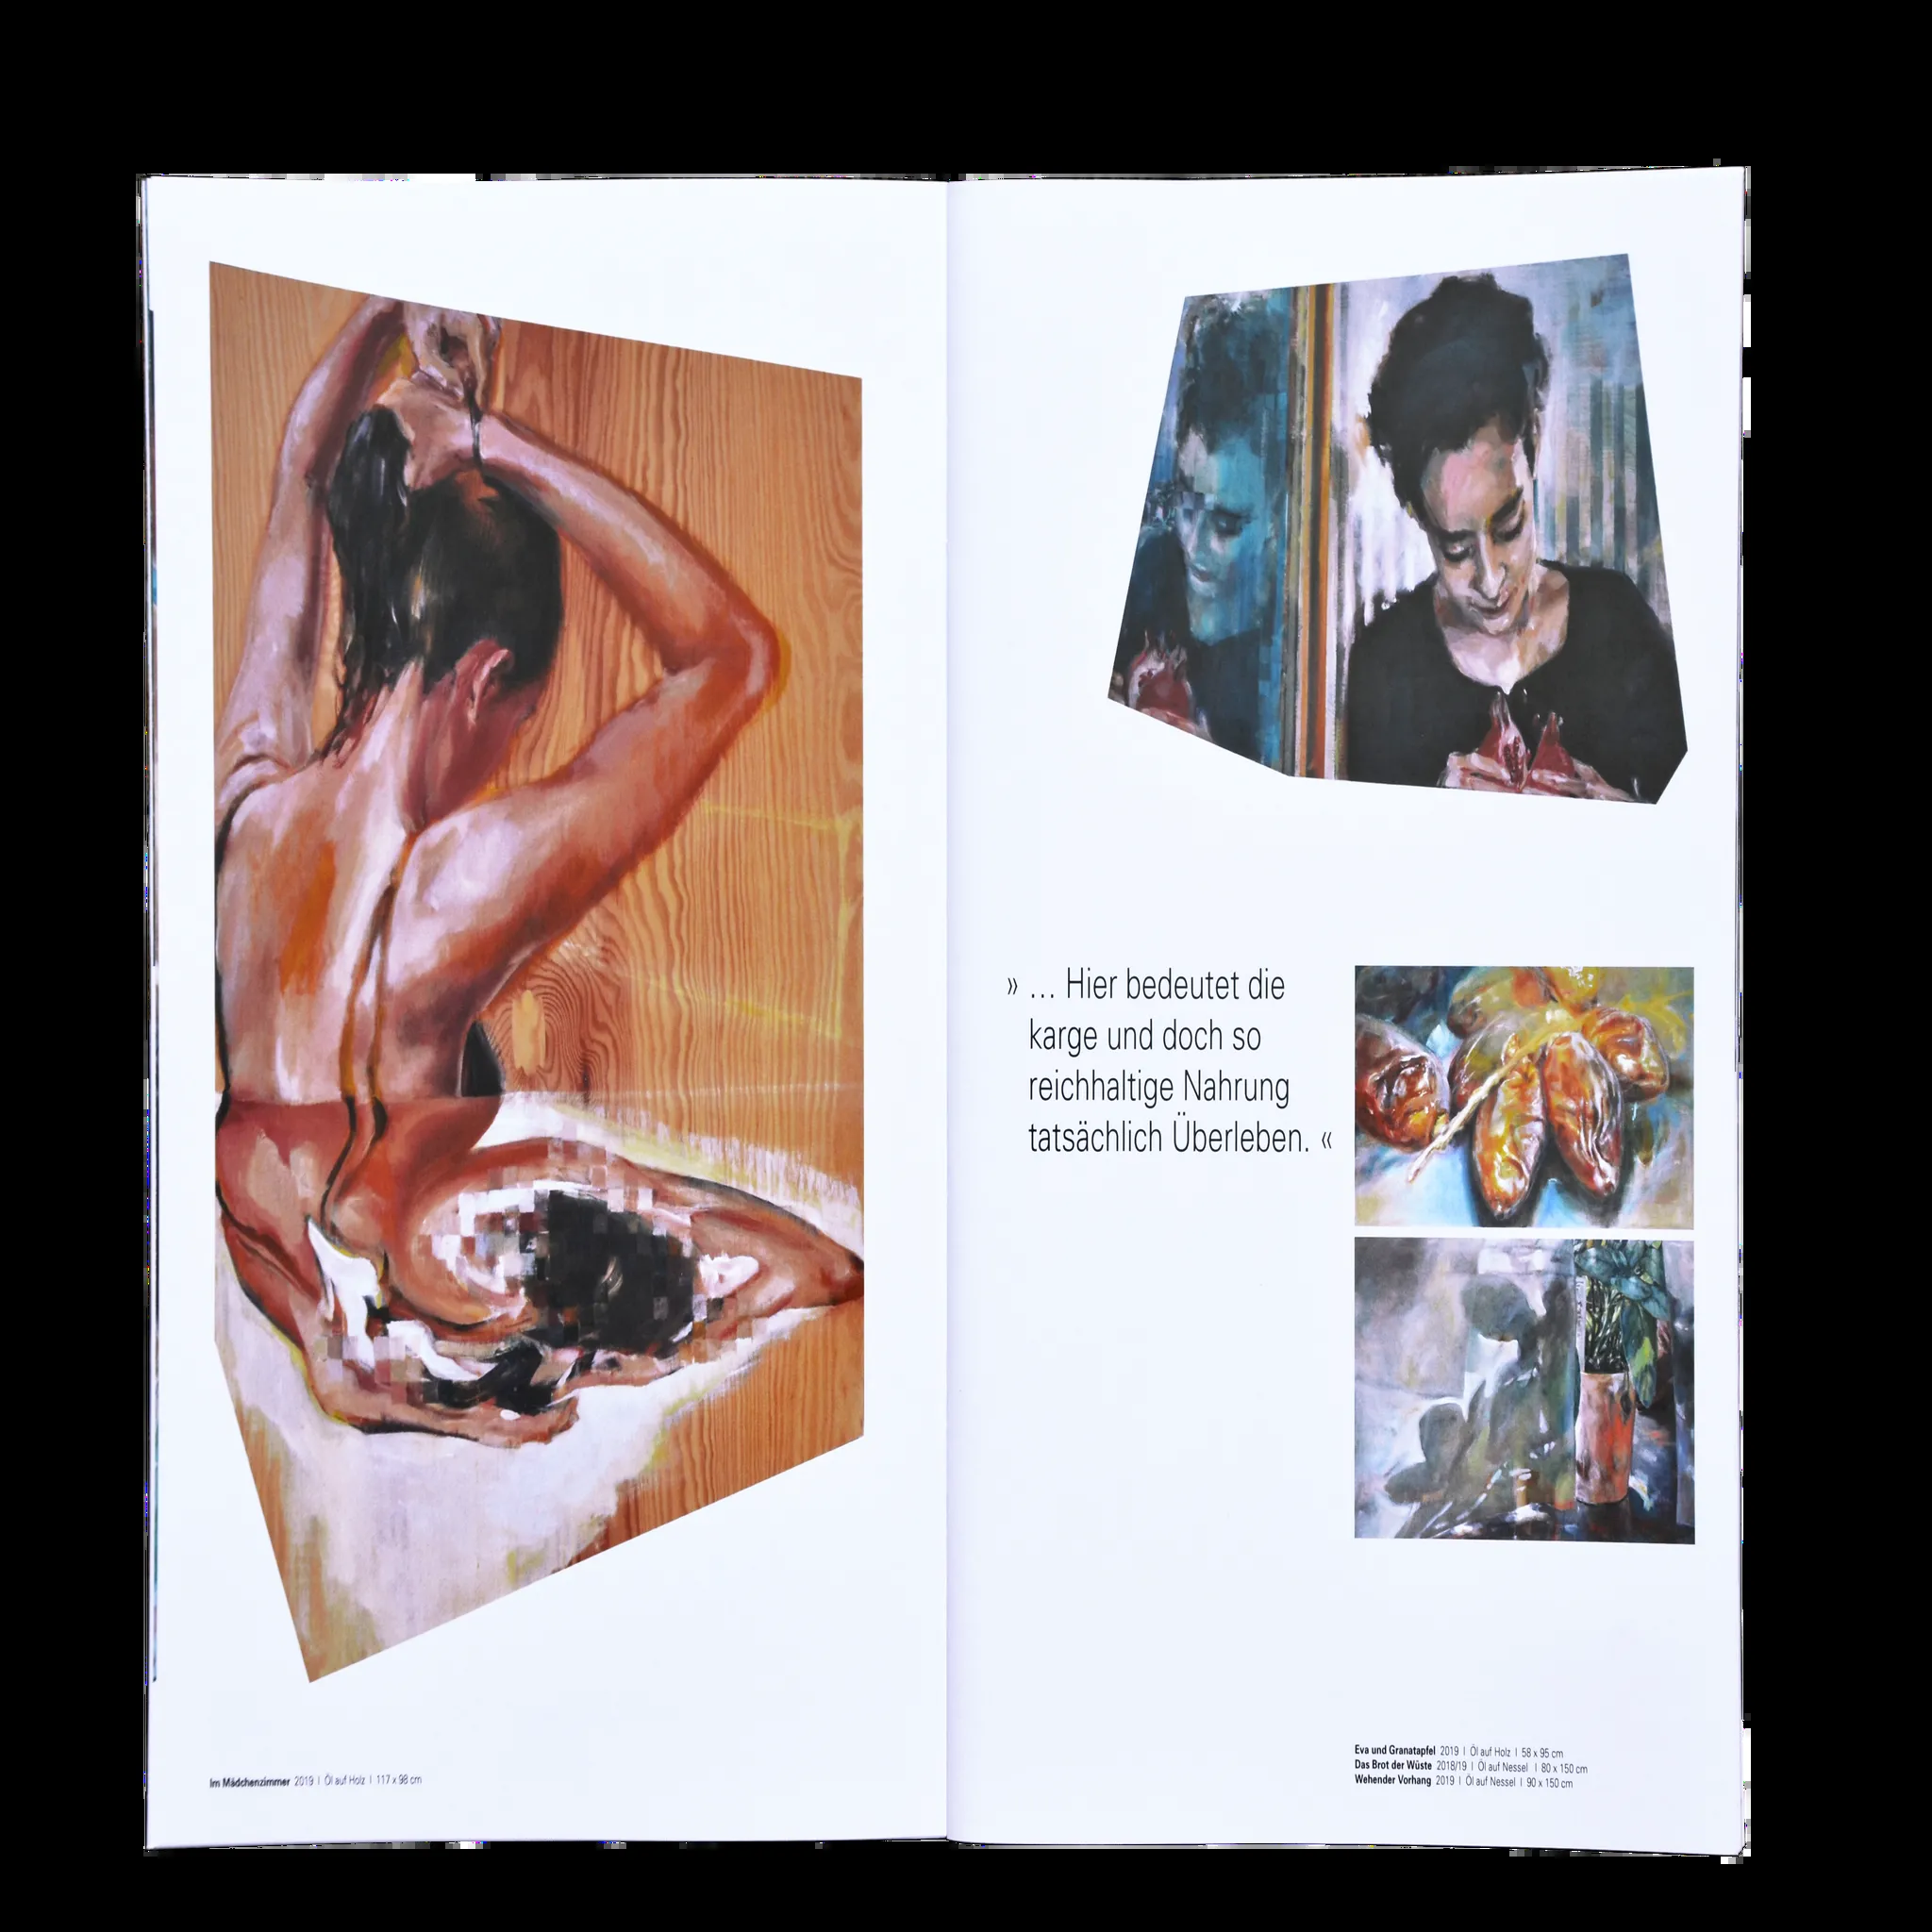 » ... Hier bedeutet die
karge und doch so
reichhaltige Nahrung
tatsächlich Überleben. «
Im Mädchenzimmer 2019 | Öl auf Holz | 117 x 98 cm
Eva und Granatapfel 2019 | Öl auf Holz | 58 x 95 cm
Das Brot der Wüste 2018/19 | Öl auf Nessel | 80 x 150 cm
Wehender Vorhang 2019 | Öl auf Nessel | 90 x 150 cm